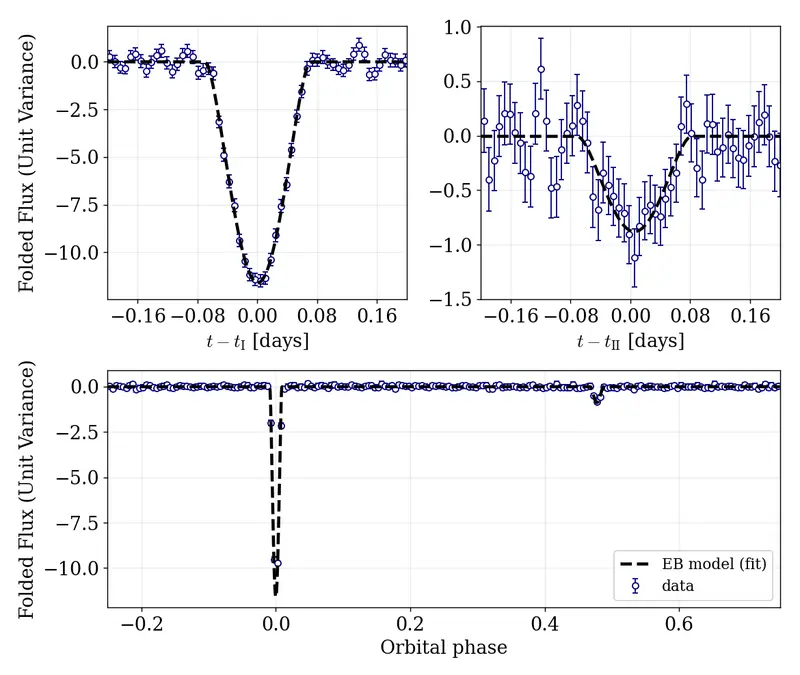 Folded Flux (Unit Variance)
0.0
−2.5
−5.0
−7.5
−10.0
−0.16 −0.08 0.00 0.08 0.16
t − tI [days]
1.0
0.5
0.0
−0.5
−1.0
−1.5
−0.16 −0.08 0.00 0.08 0.16
t − tII [days]
Folded Flux (Unit Variance)
0.0
−2.5
−5.0
−7.5
−10.0
−0.2 0.0 0.2 0.4 0.6
Orbital phase
EB model (fit)
data